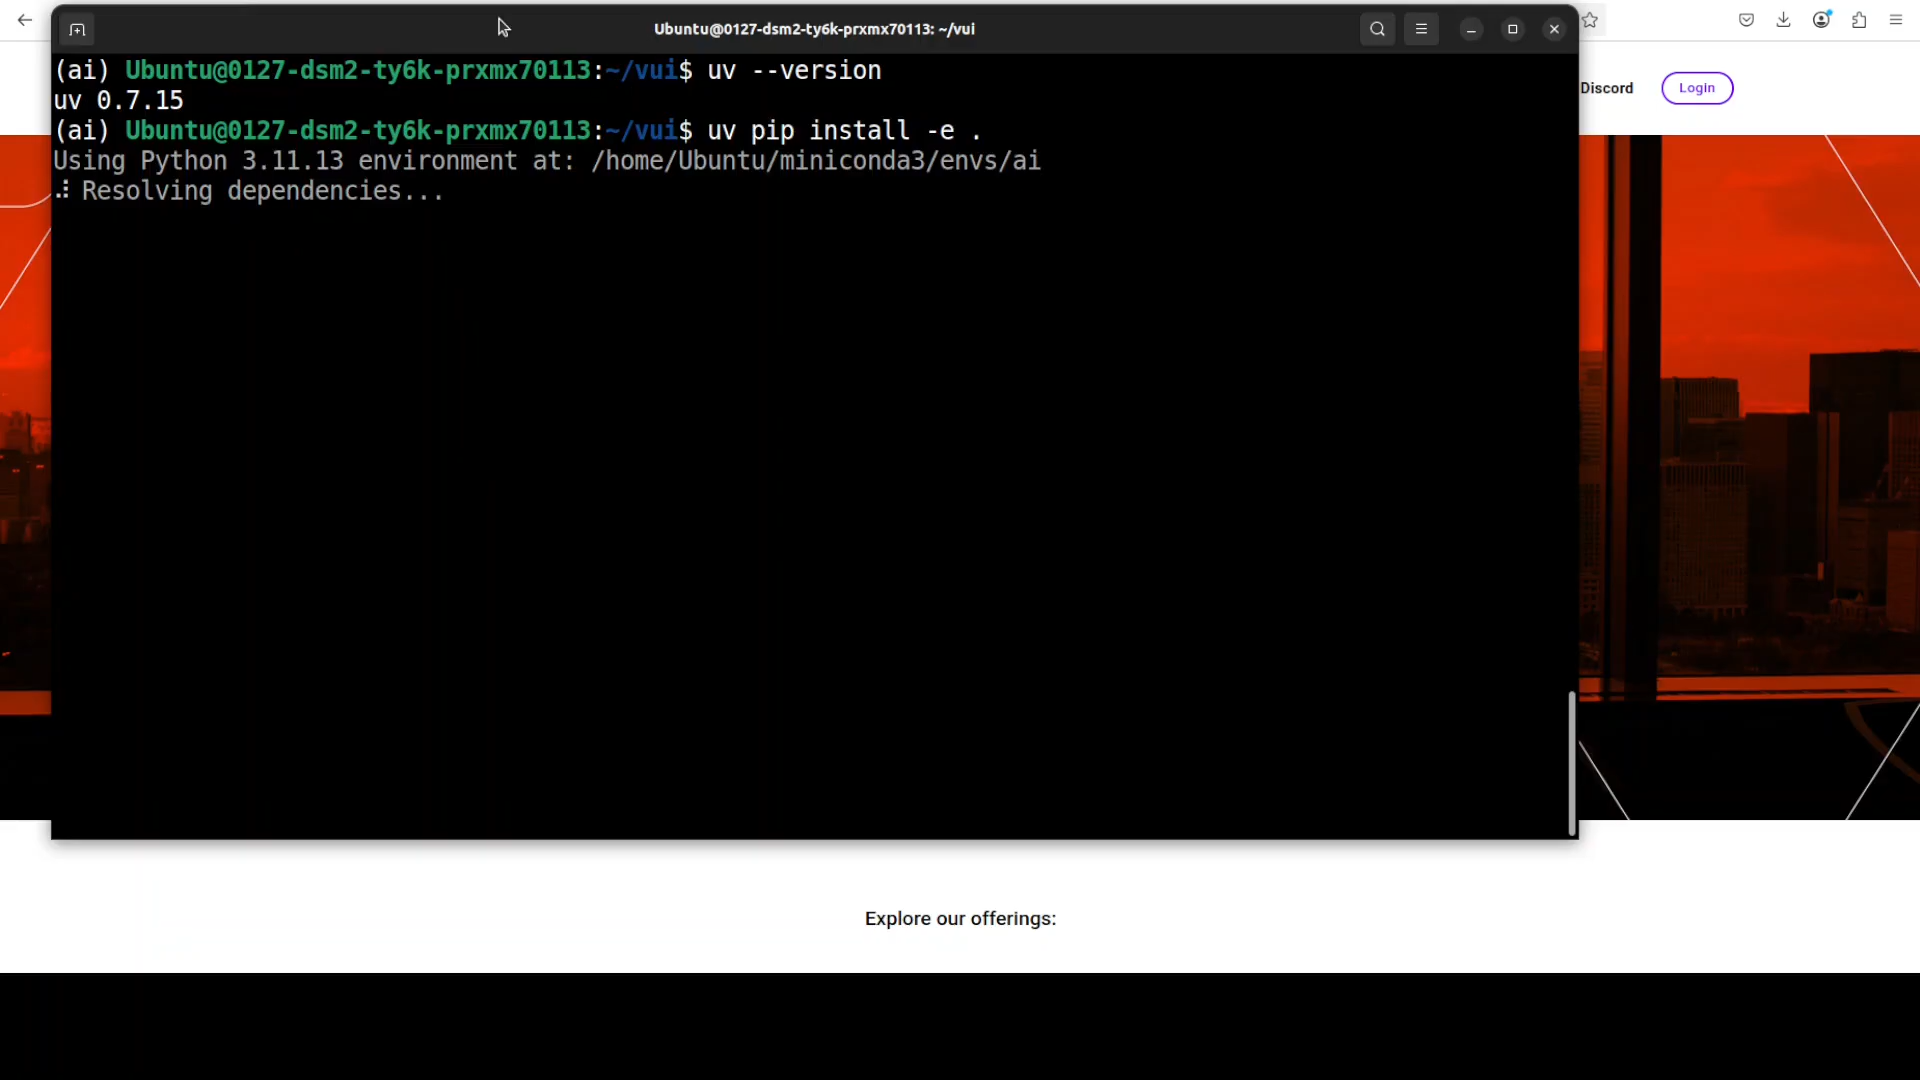 Ubuntu@0127-dsm2-ty6k-prxmx70113: ~/vui
(ai) Ubuntu@0127-dsm2-ty6k-prxmx70113:~/vui$ uv --version
uv 0.7.15
(ai) Ubuntu@0127-dsm2-ty6k-prxmx70113:~/vui$ uv pip install -e .
Using Python 3.11.13 environment at: /home/Ubuntu/miniconda3/envs/ai
⠼ Resolving dependencies...
Discord
Login
Explore our offerings: